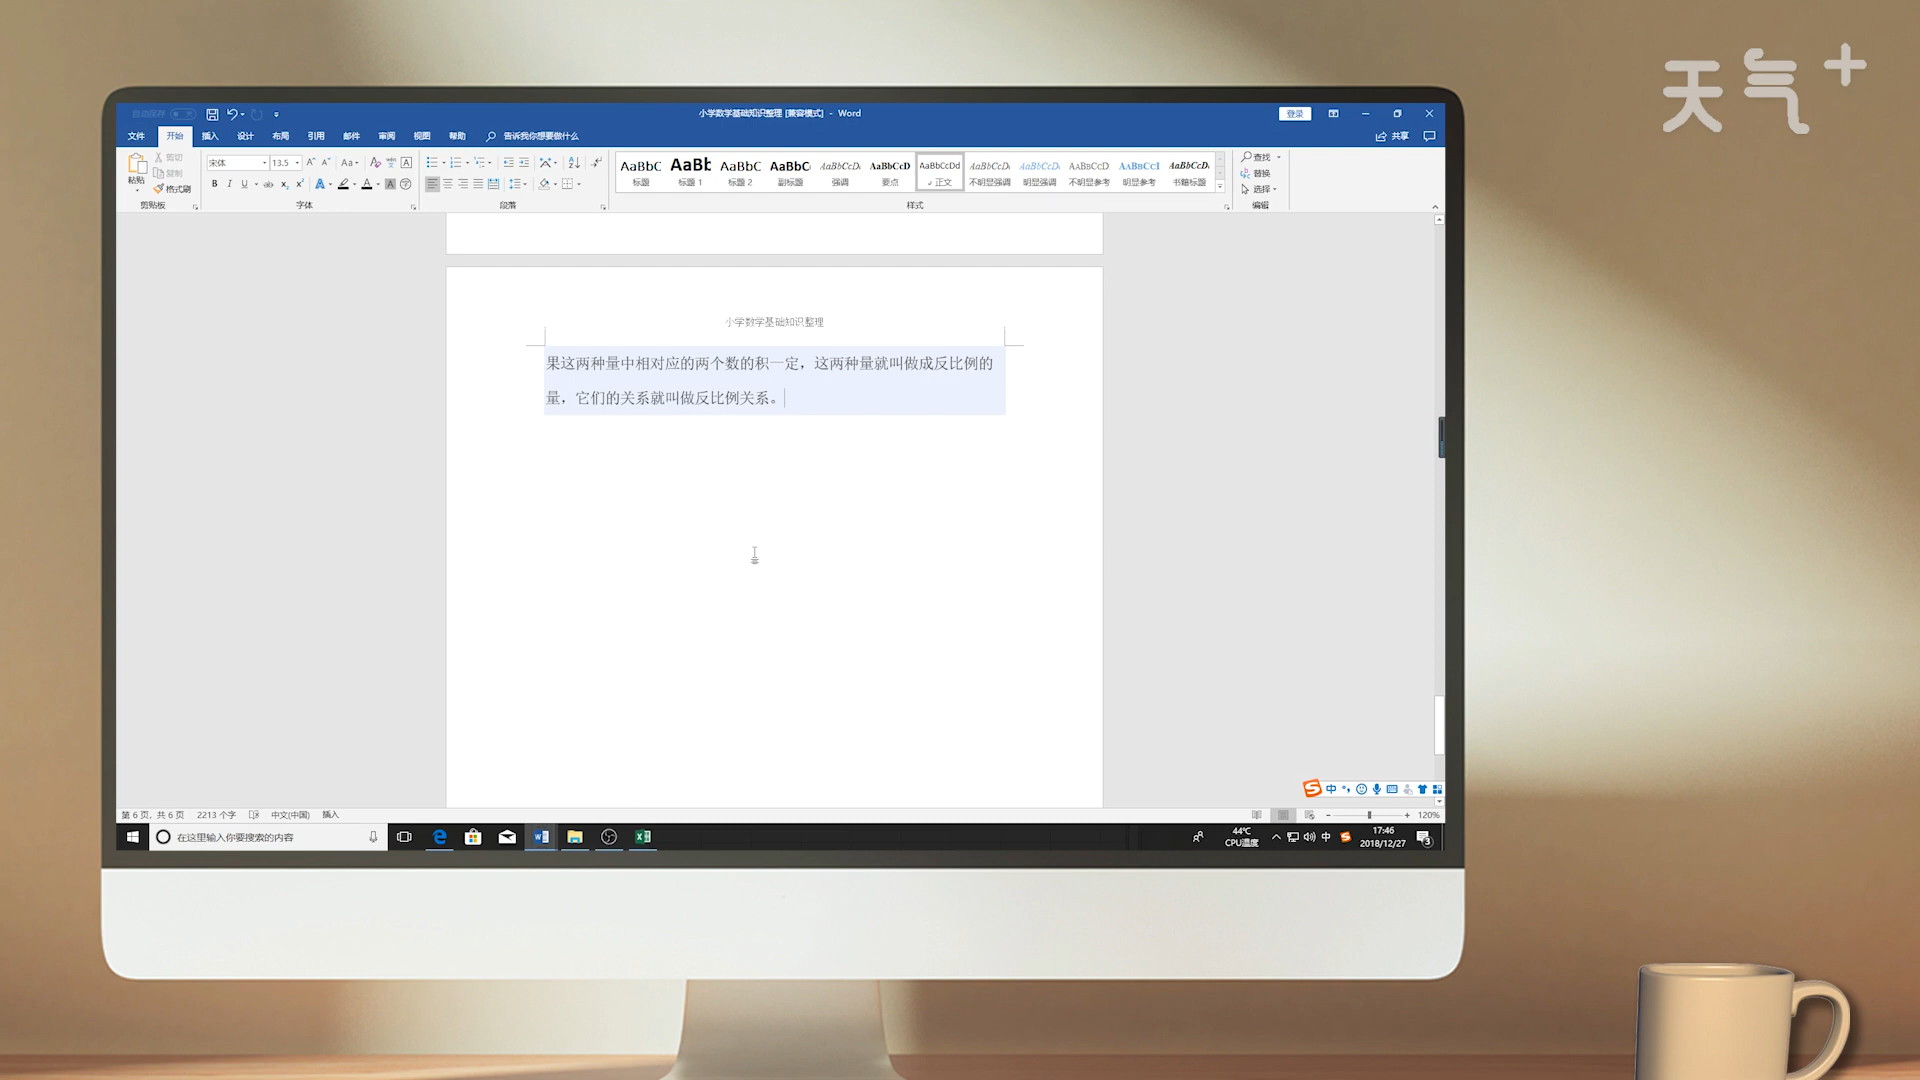 天气+
自动保存
小学数学基础知识整理 [兼容模式] - Word
登录
文件 开始 插入 设计 布局 引用 邮件 审阅 视图 帮助 告诉我你想要做什么
共享
粘贴
剪切
复制
格式刷
剪贴板
宋体 13.5
字体
段落
AaBbC AaBb AaBbC AaBbC AaBbCcD AaBbCcD AaBbCcDd AaBbCcD AaBbCcD AaBbCcD AaBbCcI AaBbCcD
标题 标题 1 标题 2 副标题 强调 要点 正文 不明显强调 明显强调 不明显参考 明显参考 书籍标题
样式
查找
替换
选择
编辑
小学数学基础知识整理
果这两种量中相对应的两个数的积一定，这两种量就叫做成反比例的
量，它们的关系就叫做反比例关系。
中
第 6 页，共 6 页 2213 个字 中文(中国) 插入
120%
在这里输入你要搜索的内容
44℃
CPU温度
中
17:46
2018/12/27
3